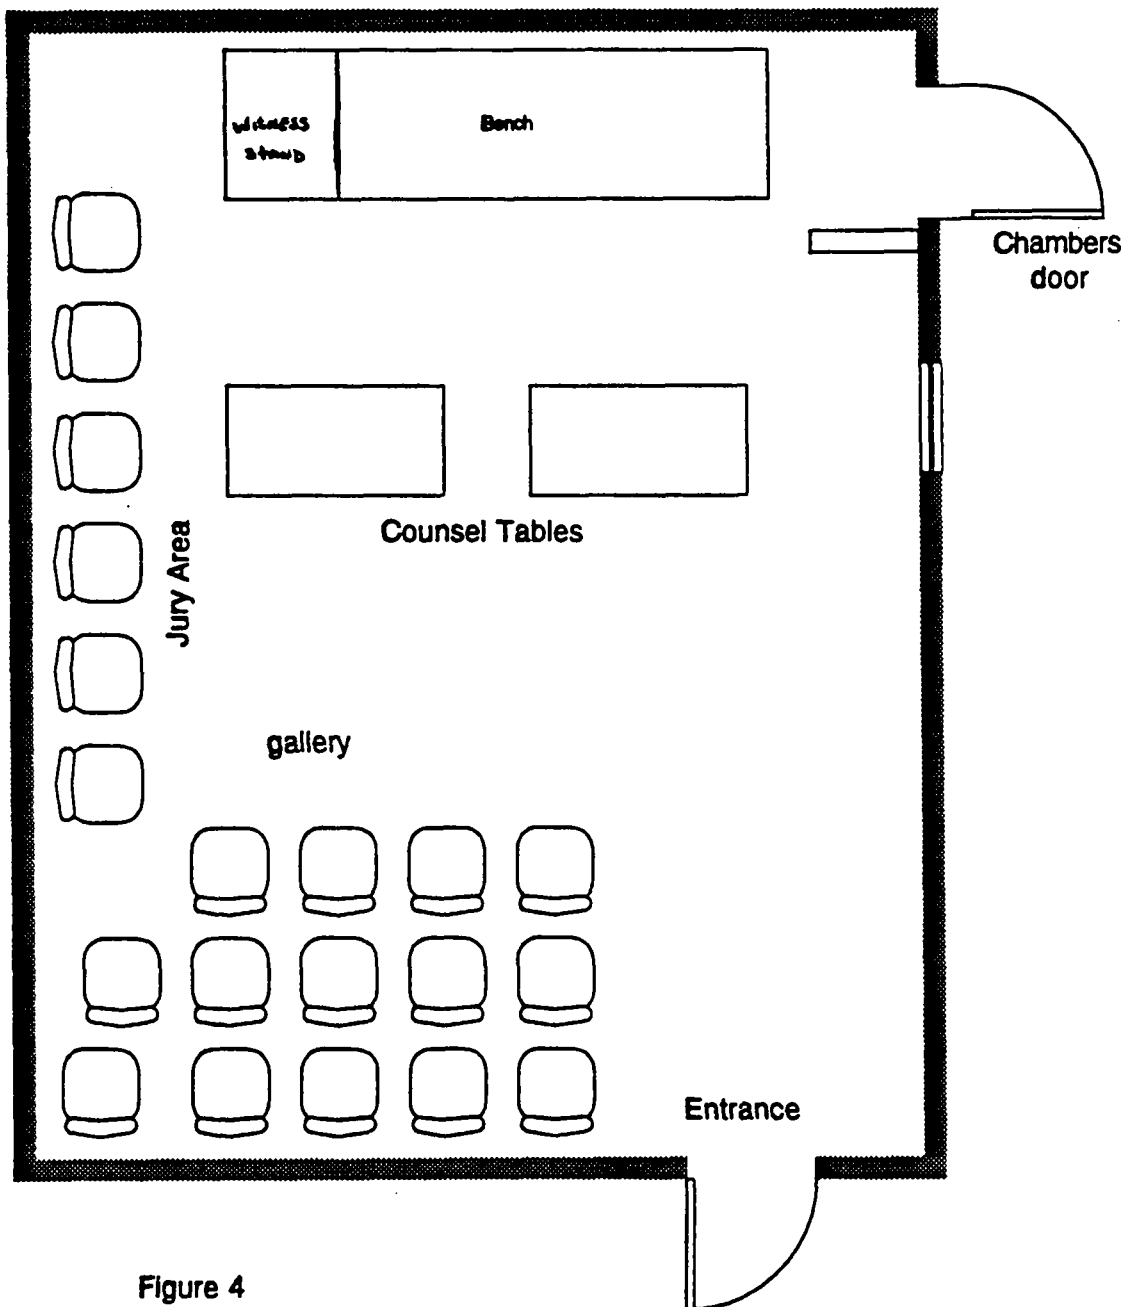 witness
stand
Bench
Chambers
door
Counsel Tables
Jury Area
gallery
Entrance
Figure 4